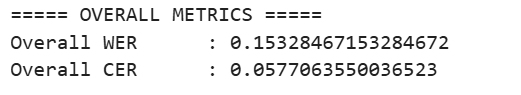 ===== OVERALL METRICS =====
Overall WER      : 0.15328467153284672
Overall CER      : 0.0577063550036523